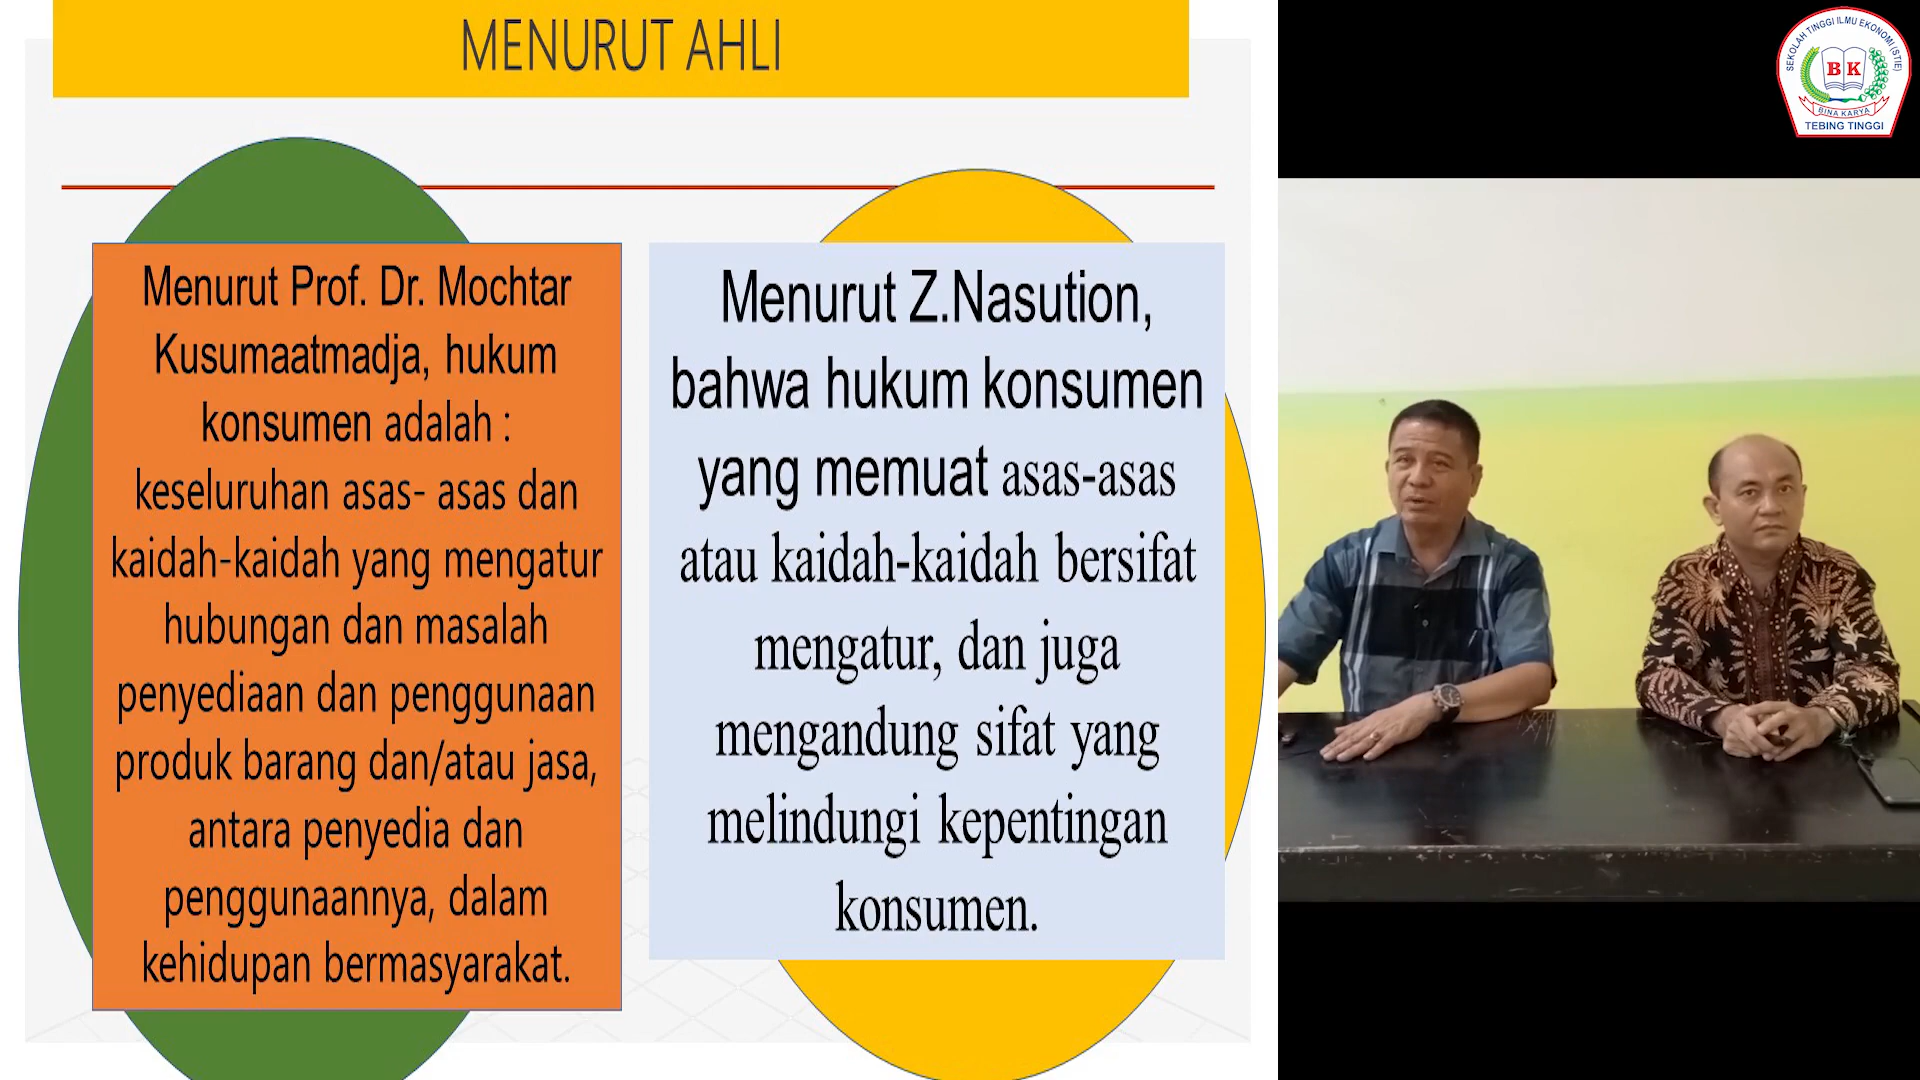 MENURUT AHLI
Menurut Prof. Dr. Mochtar
Kusumaatmadja, hukum
konsumen adalah :
keseluruhan asas- asas dan
kaidah-kaidah yang mengatur
hubungan dan masalah
penyediaan dan penggunaan
produk barang dan/atau jasa,
antara penyedia dan
penggunaannya, dalam
kehidupan bermasyarakat.
Menurut Z.Nasution,
bahwa hukum konsumen
yang memuat asas-asas
atau kaidah-kaidah bersifat
mengatur, dan juga
mengandung sifat yang
melindungi kepentingan
konsumen.
SEKOLAH TINGGI ILMU EKONOMI (STIE)
BK
BINA KARYA
TEBING TINGGI